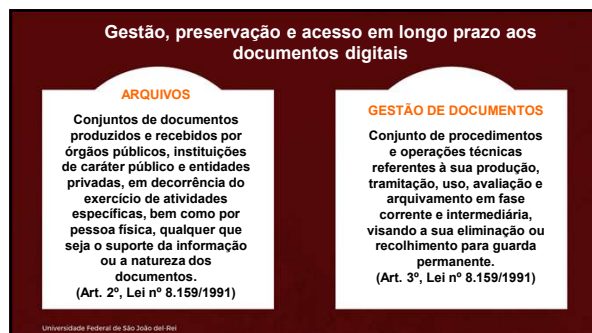 Gestão, preservação e acesso em longo prazo aos
documentos digitais
ARQUIVOS
Conjuntos de documentos
produzidos e recebidos por
órgãos públicos, instituições
de caráter público e entidades
privadas, em decorrência do
exercício de atividades
específicas, bem como por
pessoa física, qualquer que
seja o suporte da informação
ou a natureza dos
documentos.
(Art. 2º, Lei nº 8.159/1991)
GESTÃO DE DOCUMENTOS
Conjunto de procedimentos
e operações técnicas
referentes à sua produção,
tramitação, uso, avaliação e
arquivamento em fase
corrente e intermediária,
visando a sua eliminação ou
recolhimento para guarda
permanente.
(Art. 3º, Lei nº 8.159/1991)
Universidade Federal de São João del-Rei